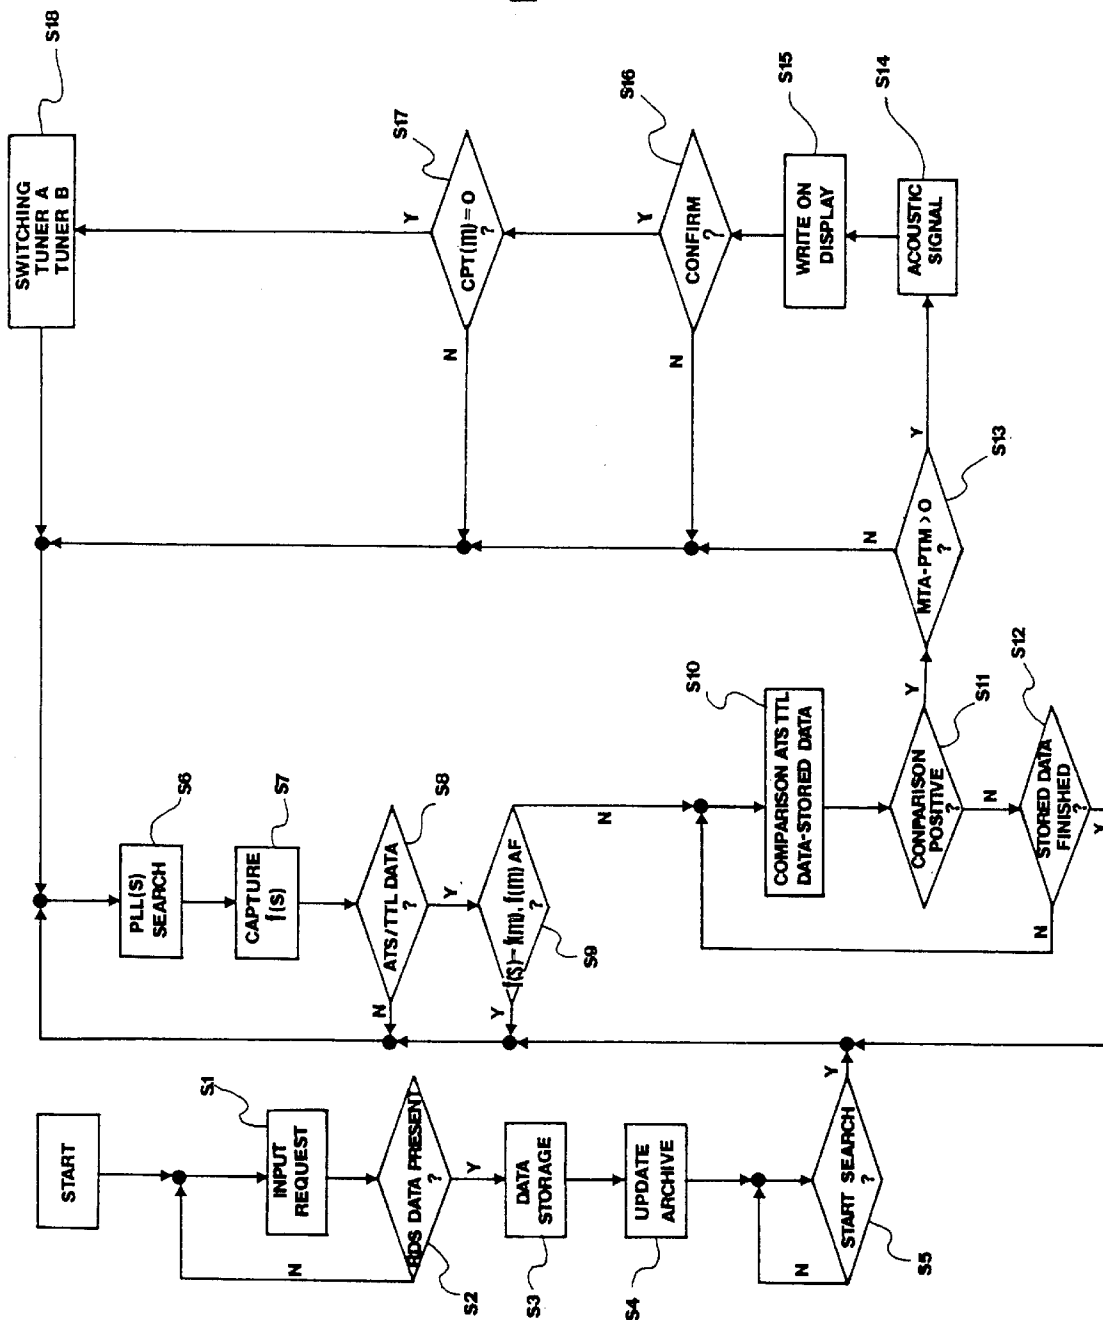 START
S1
INPUT
REQUEST
RDS DATA PRESENT
?
N
Y
S2
DATA
STORAGE
S3
UPDATE
ARCHIVE
S4
START SEARCH
?
N
Y
S5
PLL(S)
SEARCH
S6
CAPTURE
f(S)
S7
ATS/TTL DATA
?
N
Y
S8
f(S)=f(m), f(m) AF
?
Y
N
S9
S10
COMPARISON ATS TTL
DATA-STORED DATA
CONPARISON
POSITIVE
?
Y
N
S11
STORED DATA
FINISHED
?
N
Y
S12
MTA-PTM>O
?
N
Y
S13
ACOUSTIC
SIGNAL
S14
WRITE ON
DISPLAY
S15
CONFIRM
?
N
Y
S16
CPT(m)=O
?
N
Y
S17
SWITCHING
TUNER A
TUNER B
S18